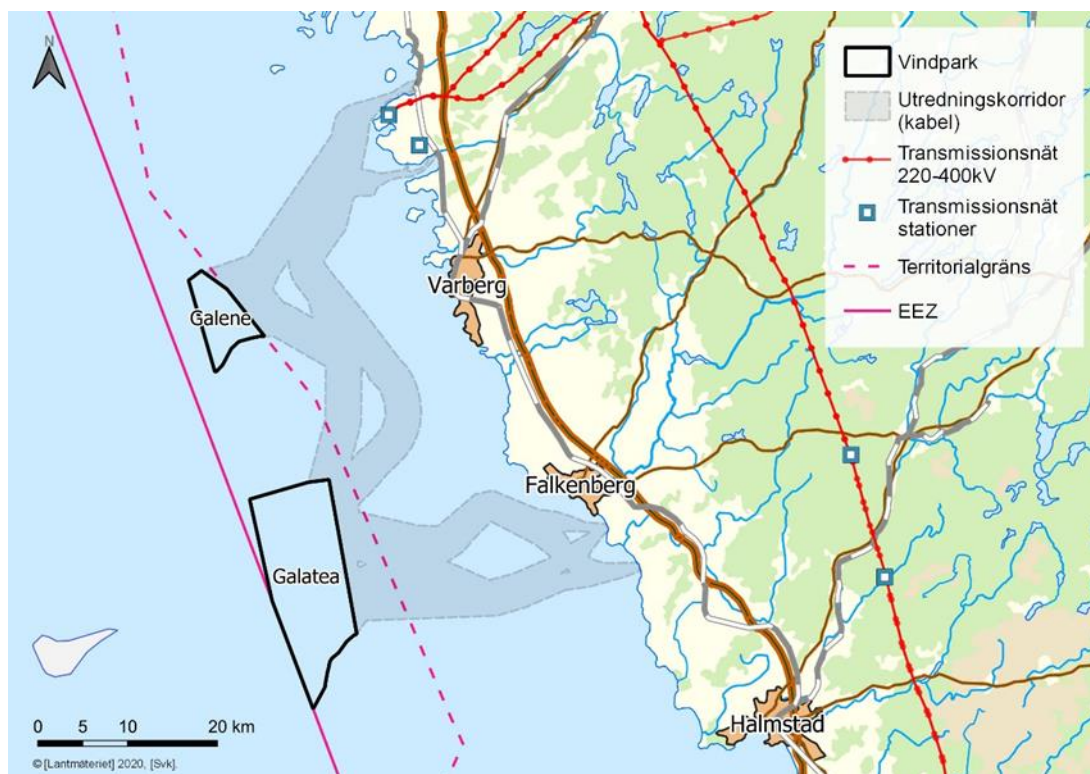 N
Vindpark
Utredningskorridor
(kabel)
Transmissionsnät
220-400kV
Transmissionsnät
stationer
Territorialgräns
EEZ
Varberg
Galene
Falkenberg
Galatea
Halmstad
0 5 10 20 km
© [Lantmäteriet] 2020, [Svk].